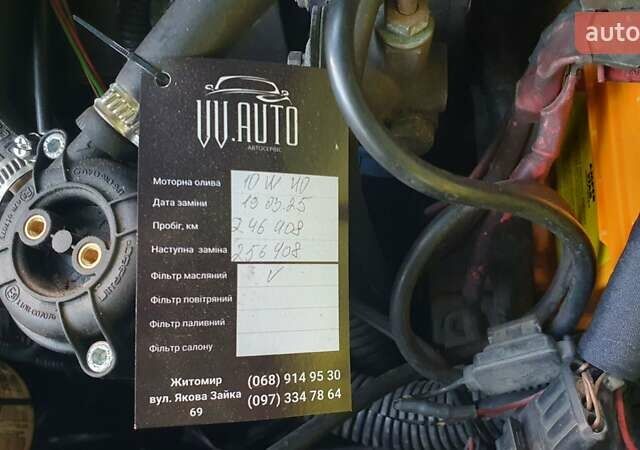 auto
VV.AUTO
АВТОСЕРВІС
Моторна олива 10 W 40
Дата заміни 19 03.25
Пробіг, км 246 908
Наступна заміна 256 908
Фільтр масляний V
Фільтр повітряний
Фільтр паливний
Фільтр салону
Житомир (068) 914 95 30
вул. Якова Зайка (097) 334 78 64
69